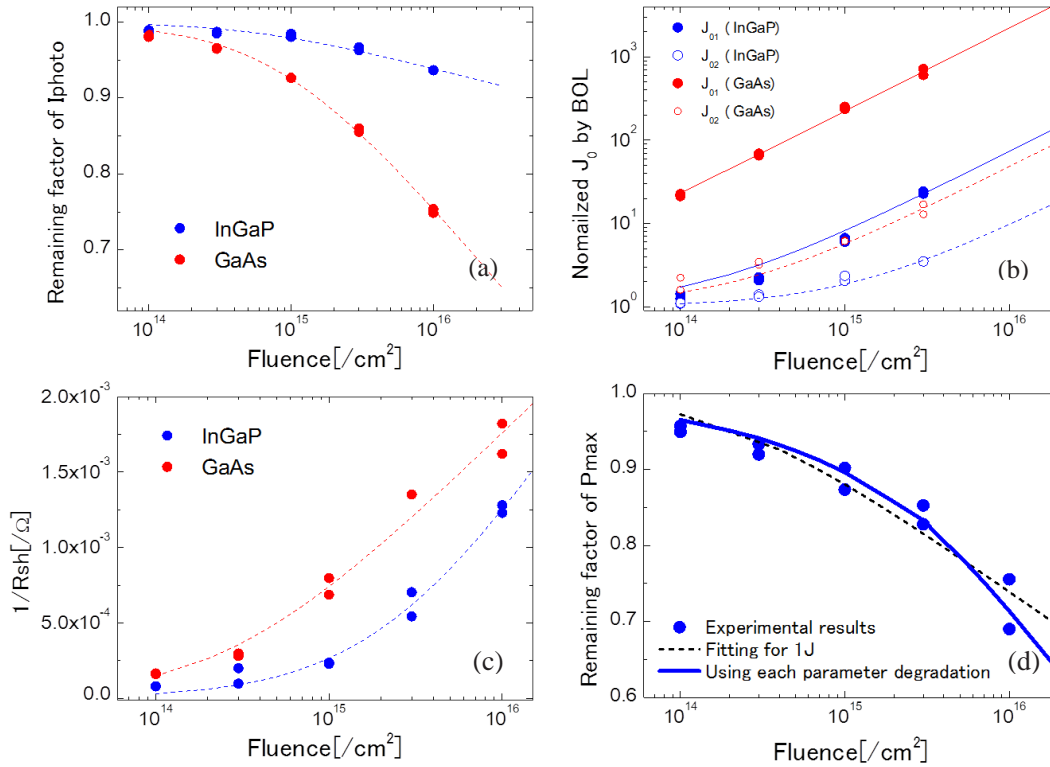 Remaining factor of Iphoto
1.0
0.9
0.8
0.7
InGaP
GaAs
(a)
10^14
10^15
10^16
Fluence[/cm^2]
Nomailzed J_0 by BOL
10^3
10^2
10^1
10^0
J_01 (InGaP)
J_02 (InGaP)
J_01 (GaAs)
J_02 (GaAs)
(b)
10^14
10^15
10^16
Fluence[/cm^2]
1/Rsh[/Ω]
2.0x10^-3
1.5x10^-3
1.0x10^-3
5.0x10^-4
0.0
InGaP
GaAs
(c)
10^14
10^15
10^16
Fluence[/cm^2]
Remaining factor of Pmax
1.0
0.9
0.8
0.7
0.6
Experimental results
Fitting for 1J
Using each parameter degradation
(d)
10^14
10^15
10^16
Fluence[/cm^2]